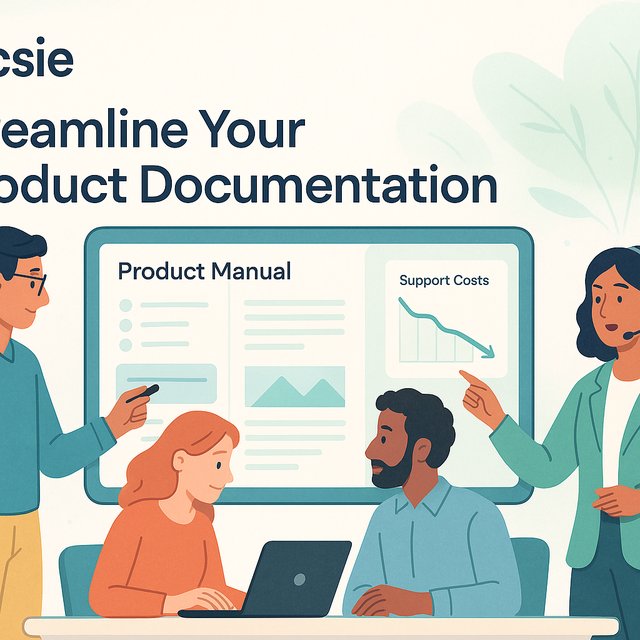 csie
eamline Your
oduct Documentation
Product Manual
Support Costs